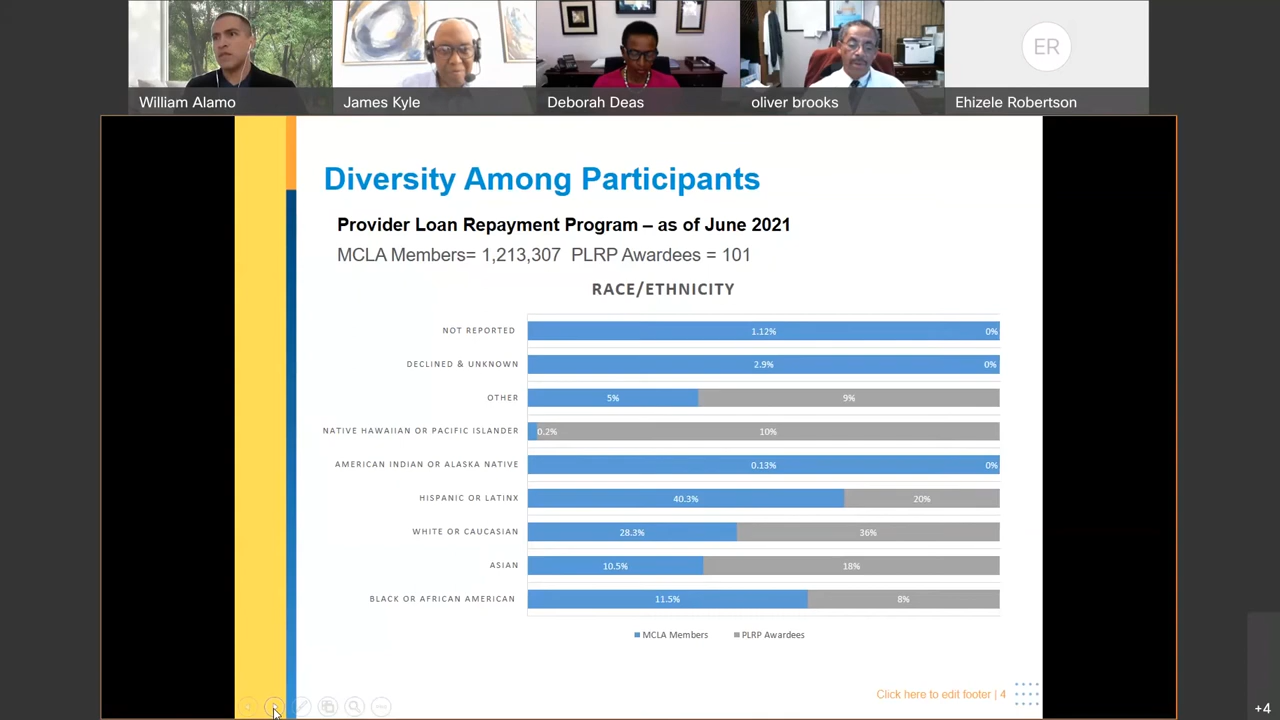 ER
William Alamo
James Kyle
Deborah Deas
oliver brooks
Ehizele Robertson
Diversity Among Participants
Provider Loan Repayment Program – as of June 2021
MCLA Members= 1,213,307 PLRP Awardees = 101
RACE/ETHNICITY
NOT REPORTED 1.12% 0%
DECLINED & UNKNOWN 2.9% 0%
OTHER 5% 9%
NATIVE HAWAIIAN OR PACIFIC ISLANDER 0.2% 10%
AMERICAN INDIAN OR ALASKA NATIVE 0.13% 0%
HISPANIC OR LATINX 40.3% 20%
WHITE OR CAUCASIAN 28.3% 36%
ASIAN 10.5% 18%
BLACK OR AFRICAN AMERICAN 11.5% 8%
MCLA Members PLRP Awardees
Click here to edit footer | 4
+4